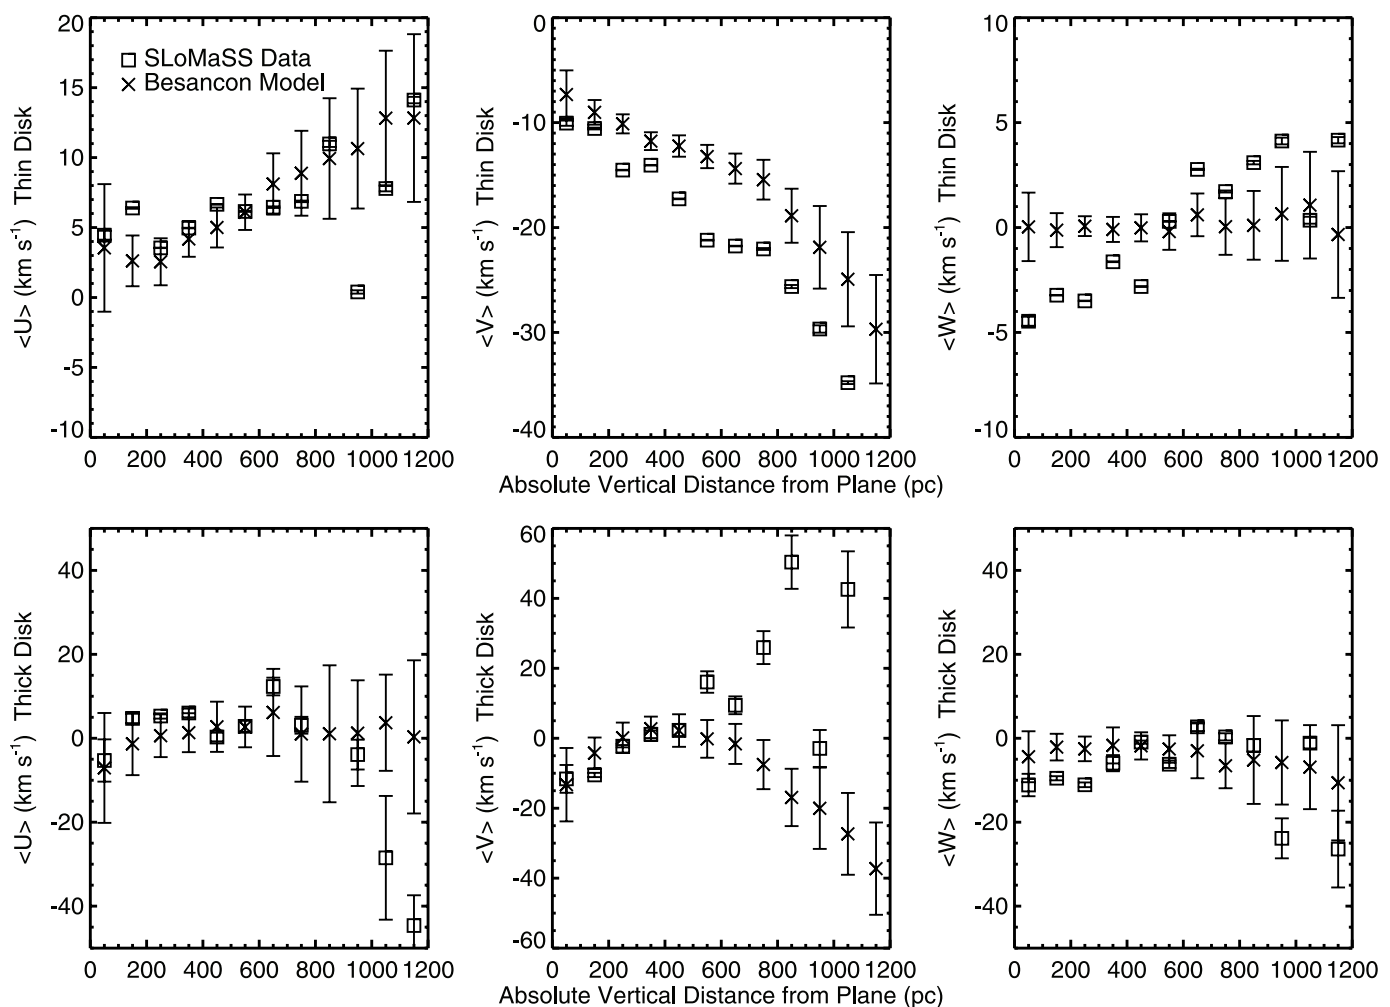 <U> (km s⁻¹) Thin Disk
20
15
10
5
0
-5
-10
SLoMaSS Data
Besancon Model
0 200 400 600 800 1000 1200
<V> (km s⁻¹) Thin Disk
0
-10
-20
-30
-40
0 200 400 600 800 1000 1200
Absolute Vertical Distance from Plane (pc)
<W> (km s⁻¹) Thin Disk
10
5
0
-5
-10
0 200 400 600 800 1000 1200
<U> (km s⁻¹) Thick Disk
40
20
0
-20
-40
0 200 400 600 800 1000 1200
<V> (km s⁻¹) Thick Disk
60
40
20
0
-20
-40
-60
0 200 400 600 800 1000 1200
Absolute Vertical Distance from Plane (pc)
<W> (km s⁻¹) Thick Disk
40
20
0
-20
-40
0 200 400 600 800 1000 1200